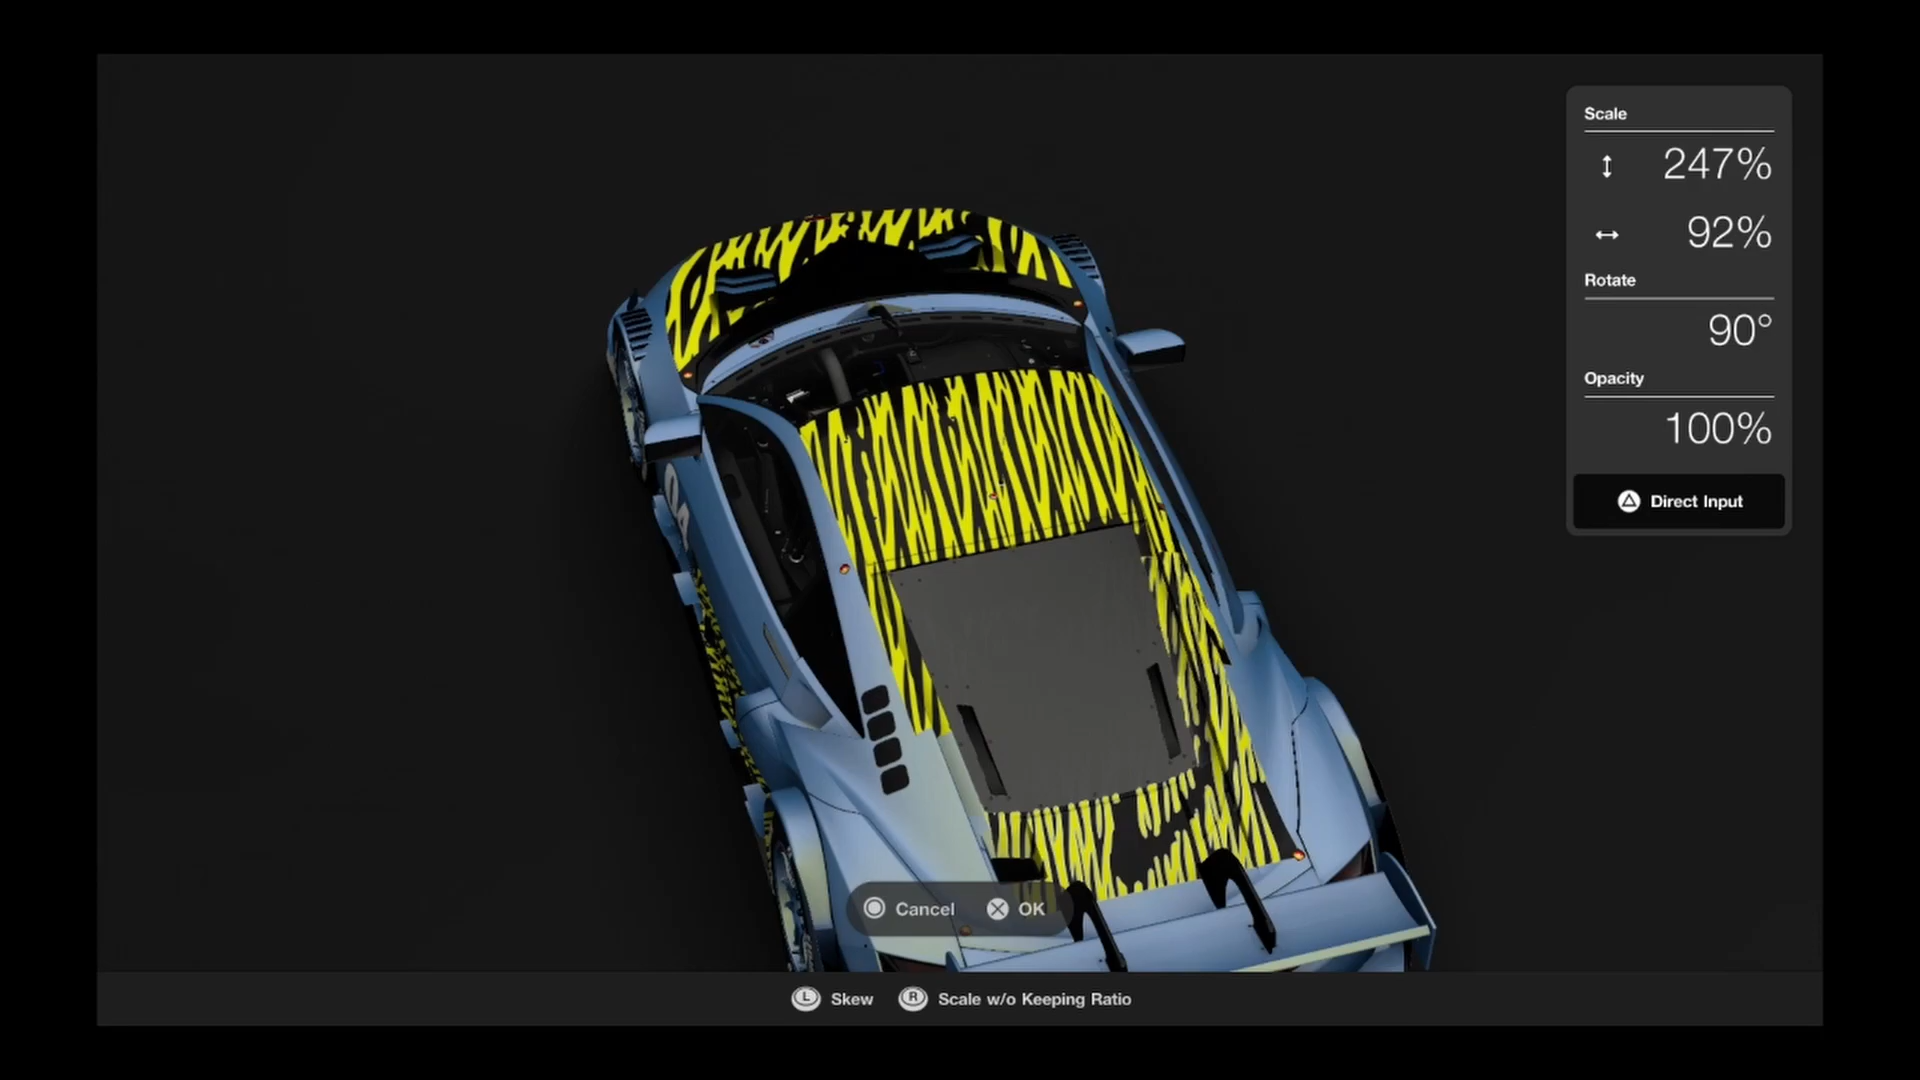 Scale
247%
92%
Rotate
90°
Opacity
100%
Direct Input
Cancel OK
L Skew R Scale w/o Keeping Ratio